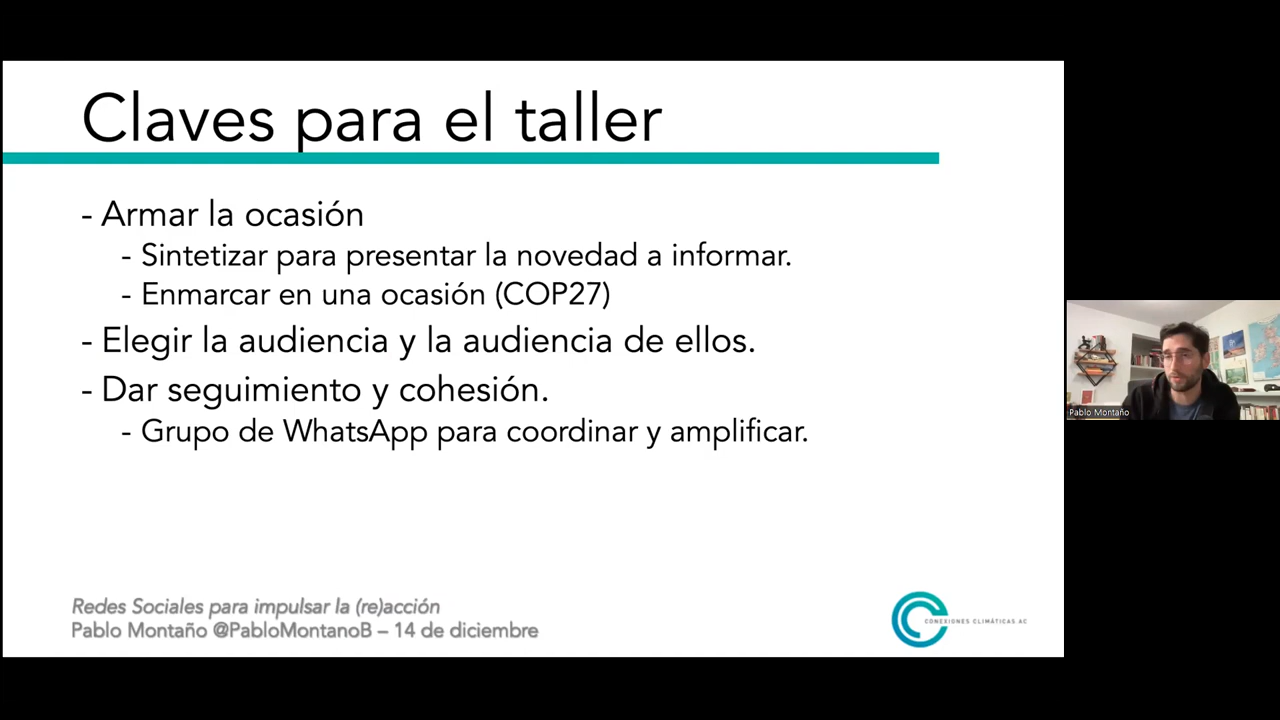 Claves para el taller
- Armar la ocasión
- Sintetizar para presentar la novedad a informar.
- Enmarcar en una ocasión (COP27)
- Elegir la audiencia y la audiencia de ellos.
- Dar seguimiento y cohesión.
- Grupo de WhatsApp para coordinar y amplificar.
Redes Sociales para impulsar la (re)acción
Pablo Montaño @PabloMontanoB – 14 de diciembre
CONEXIONES CLIMÁTICAS AC
Pablo Montaño